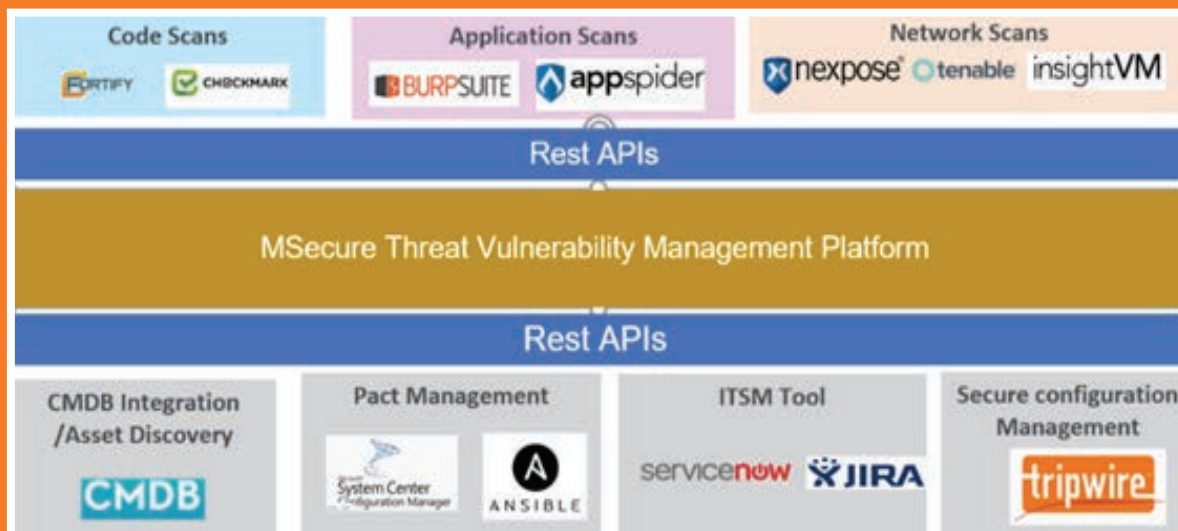 Code Scans
FORTIFY
CHECKMARX
Application Scans
BURPSUITE
appspider
Network Scans
nexpose®
tenable
insightVM
Rest APIs
MSecure Threat Vulnerability Management Platform
Rest APIs
CMDB Integration
/Asset Discovery
CMDB
Pact Management
System Center
Configuration Manager
ANSIBLE
ITSM Tool
servicenow
JIRA
Secure configuration
Management
tripwire